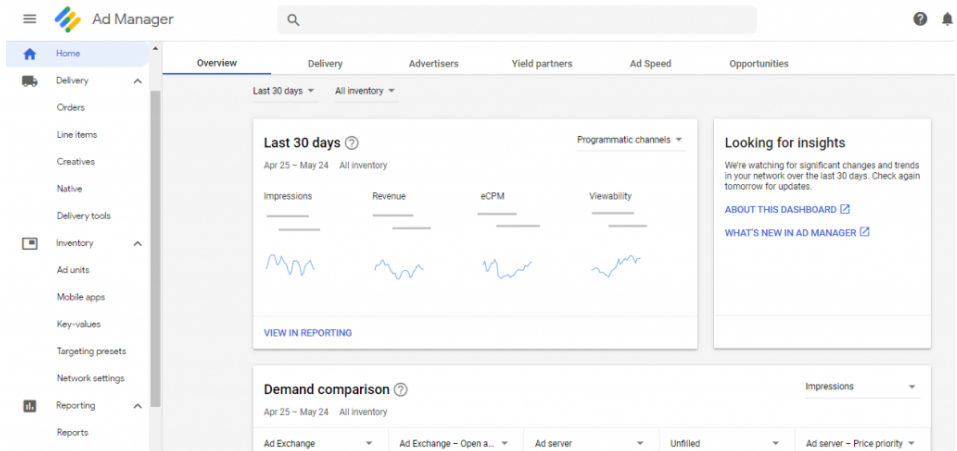 Ad Manager
Home
Delivery
Orders
Line items
Creatives
Native
Delivery tools
Inventory
Ad units
Mobile apps
Key-values
Targeting presets
Network settings
Reporting
Reports
Overview Delivery Advertisers Yield partners Ad Speed Opportunities
Last 30 days All inventory
Last 30 days Programmatic channels
Apr 25 – May 24 All inventory
Impressions Revenue eCPM Viewability
VIEW IN REPORTING
Looking for insights
We're watching for significant changes and trends
in your network over the last 30 days. Check again
tomorrow for updates.
ABOUT THIS DASHBOARD
WHAT'S NEW IN AD MANAGER
Demand comparison Impressions
Apr 25 – May 24 All inventory
Ad Exchange Ad Exchange – Open a... Ad server Unfilled Ad server – Price priority